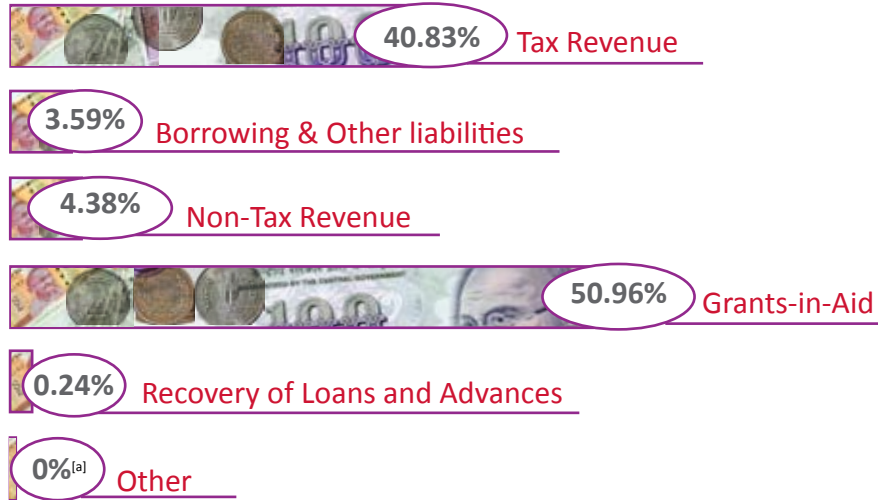 40.83% Tax Revenue
3.59% Borrowing & Other liabilities
4.38% Non-Tax Revenue
50.96% Grants-in-Aid
0.24% Recovery of Loans and Advances
0%[a] Other